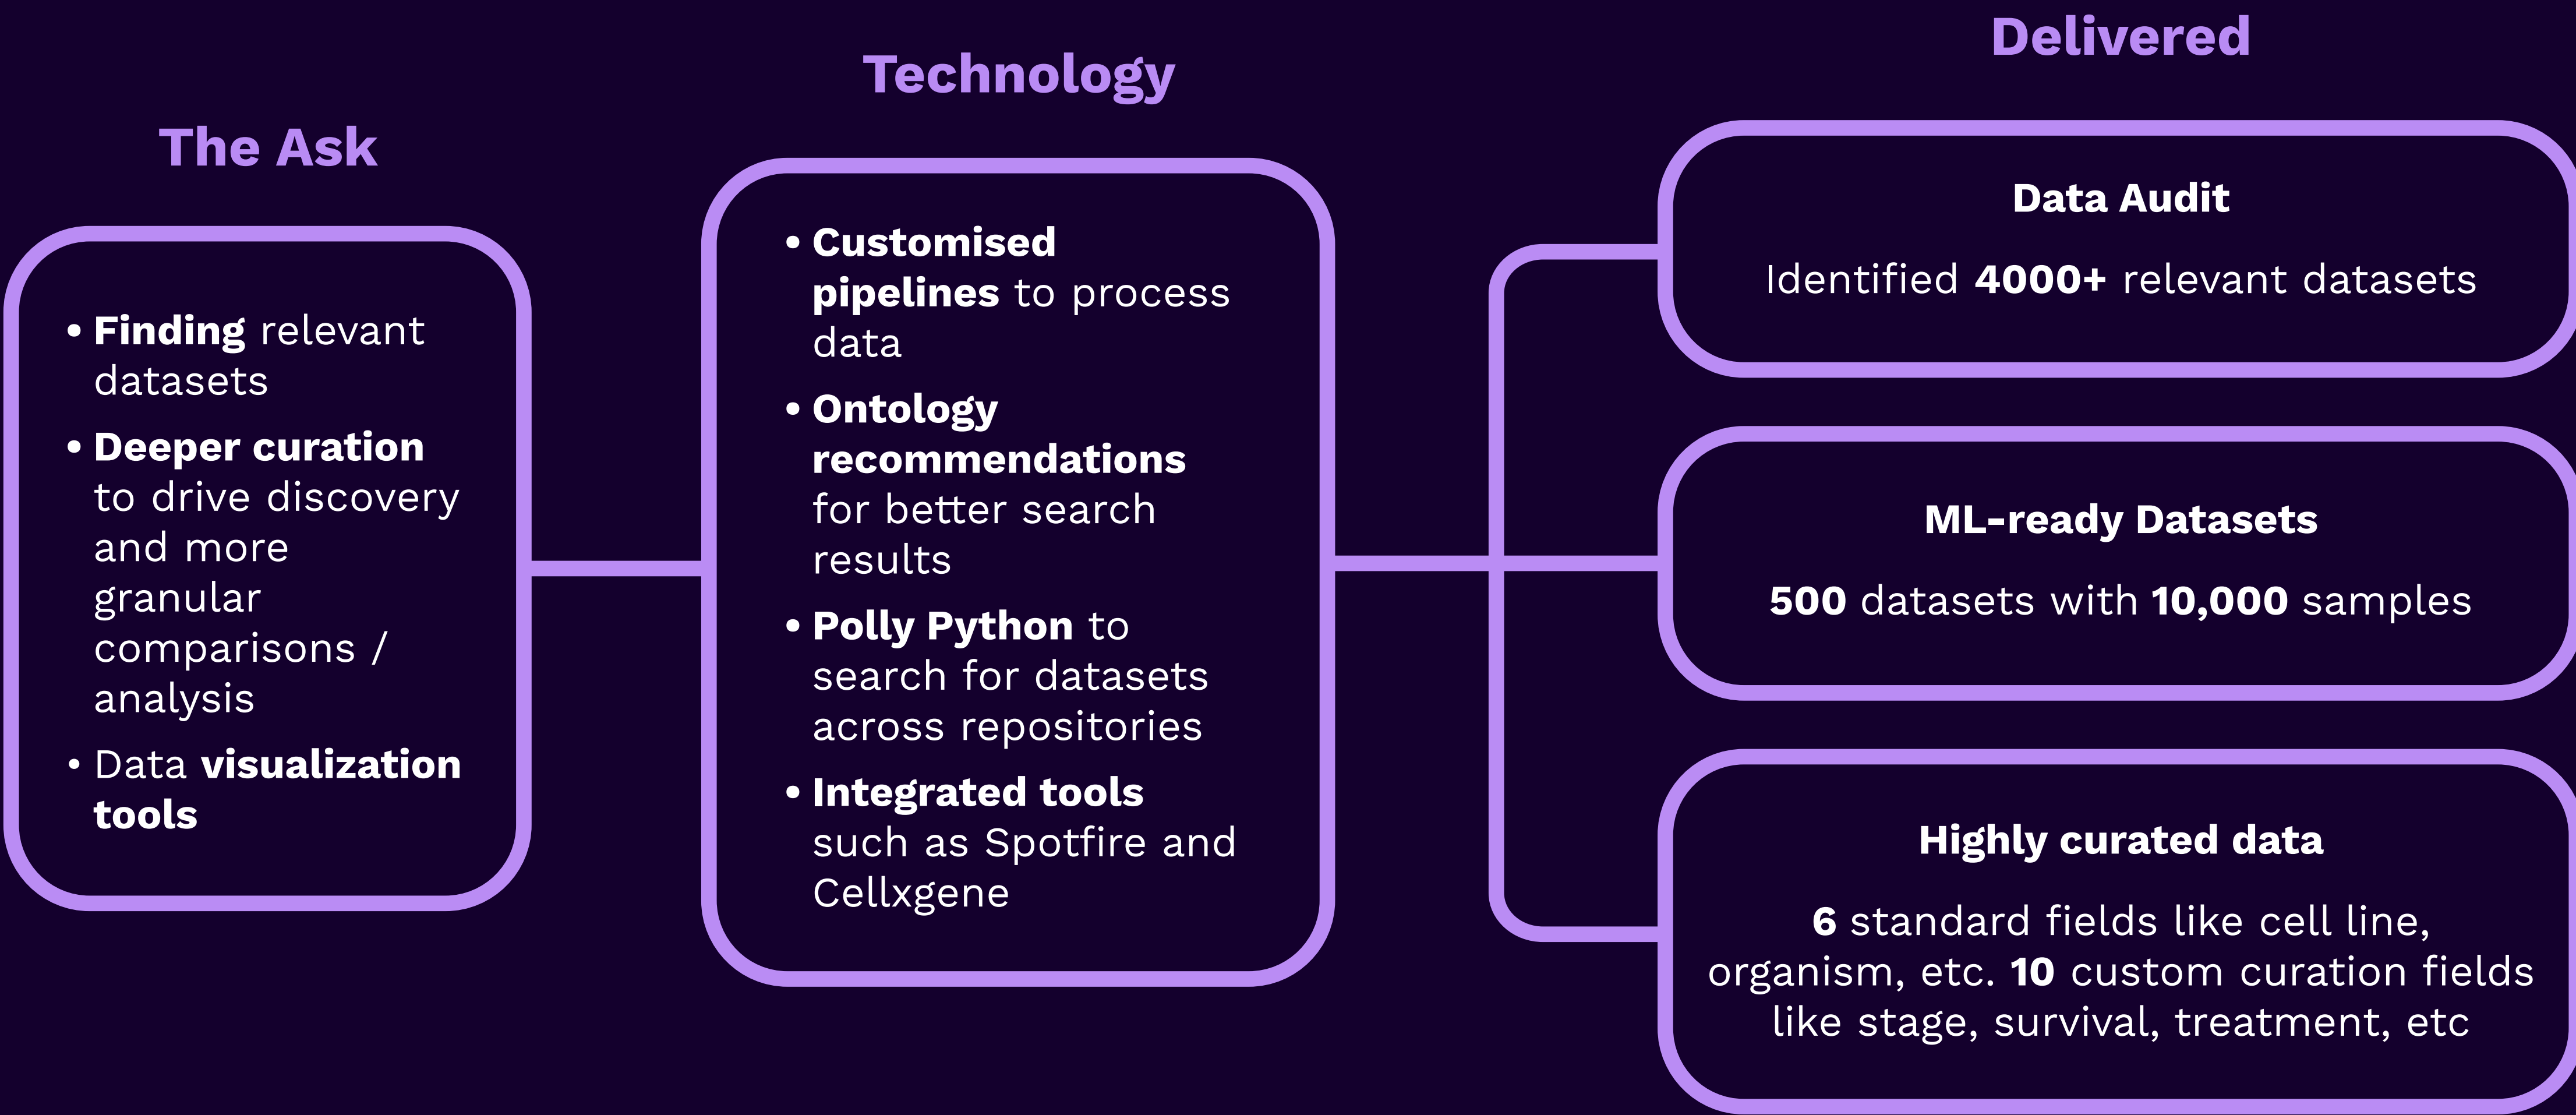 The Ask
• Finding relevant
datasets
• Deeper curation
to drive discovery
and more
granular
comparisons /
analysis
• Data visualization
tools
Technology
• Customised
pipelines to process
data
• Ontology
recommendations
for better search
results
• Polly Python to
search for datasets
across repositories
• Integrated tools
such as Spotfire and
Cellxgene
Delivered
Data Audit
Identified 4000+ relevant datasets
ML-ready Datasets
500 datasets with 10,000 samples
Highly curated data
6 standard fields like cell line,
organism, etc. 10 custom curation fields
like stage, survival, treatment, etc